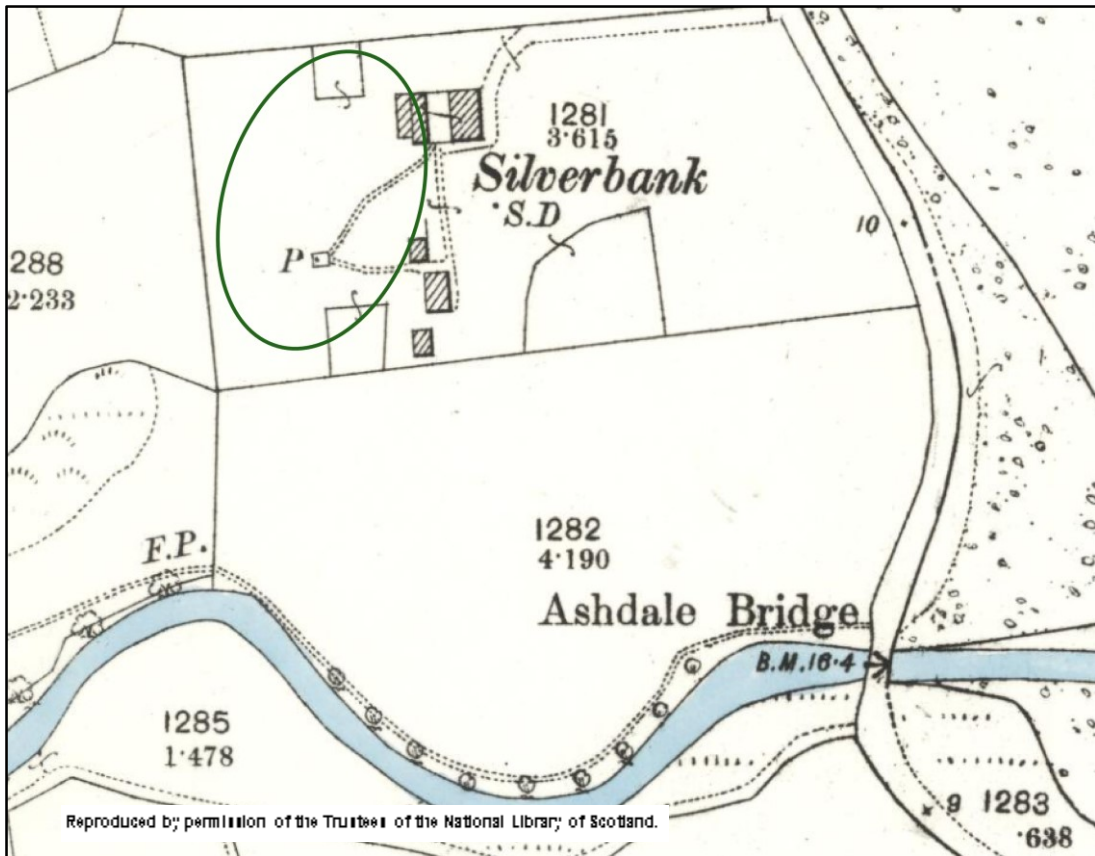 1281
3·615
Silverbank
S.D
10
P
288
2·233
F.P.
1282
4·190
Ashdale Bridge
B.M.16·4
1285
1·478
9
1283
·638
Reproduced by permission of the Trustees of the National Library of Scotland.